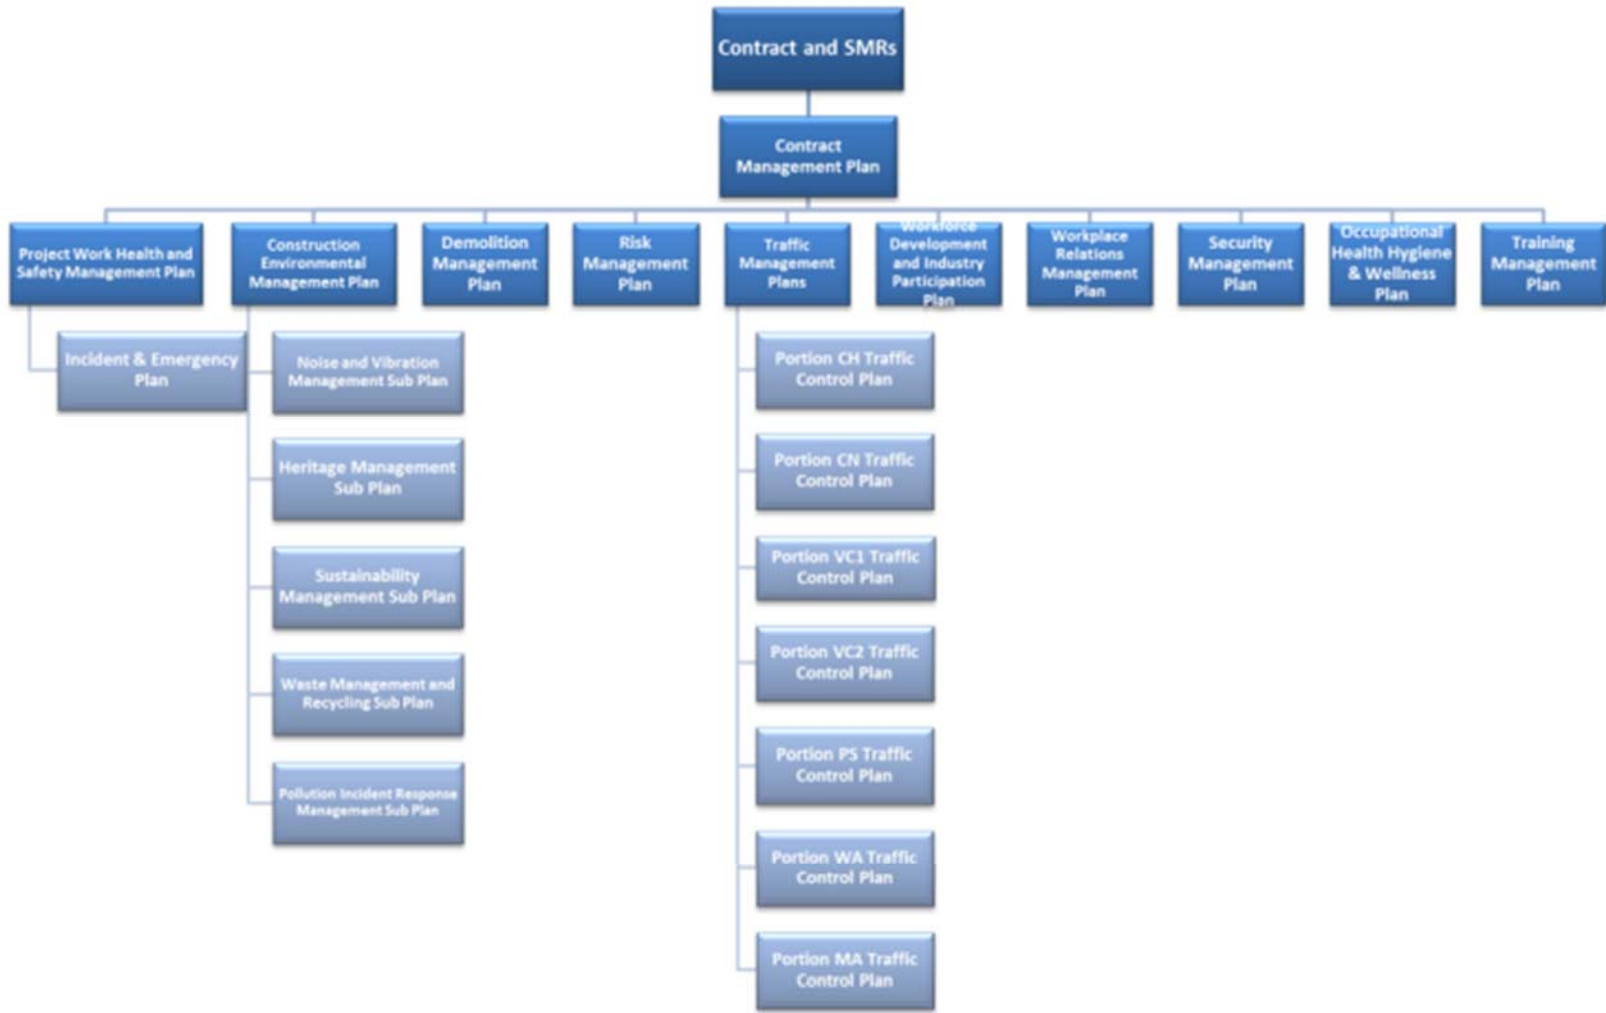 Contract and SMRs
Contract
Management Plan
Project Work Health and
Safety Management Plan
Construction
Environmental
Management Plan
Demolition
Management
Plan
Risk
Management
Plan
Traffic
Management
Plans
Workforce
Development
and Industry
Participation
Plan
Workplace
Relations
Management
Plan
Security
Management
Plan
Occupational
Health Hygiene
& Wellness
Plan
Training
Management
Plan
Incident & Emergency
Plan
Noise and Vibration
Management Sub Plan
Heritage Management
Sub Plan
Sustainability
Management Sub Plan
Waste Management and
Recycling Sub Plan
Pollution Incident Response
Management Sub Plan
Portion CH Traffic
Control Plan
Portion CN Traffic
Control Plan
Portion VC1 Traffic
Control Plan
Portion VC2 Traffic
Control Plan
Portion PS Traffic
Control Plan
Portion WA Traffic
Control Plan
Portion MA Traffic
Control Plan